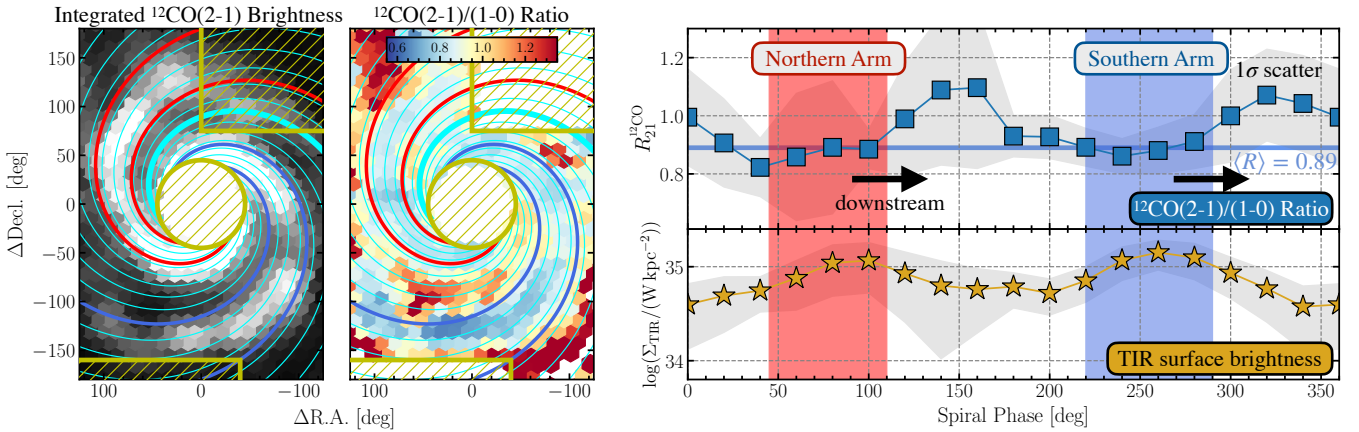 Integrated ¹²CO(2-1) Brightness
¹²CO(2-1)/(1-0) Ratio
0.6 0.8 1.0 1.2
150
100
50
0
−50
−100
−150
ΔDecl. [deg]
100 0 −100
100 0 −100
ΔR.A. [deg]
Northern Arm
Southern Arm
1σ scatter
1.2
1.0
0.8
R₂₁¹²CO
⟨R⟩ = 0.89
downstream
¹²CO(2-1)/(1-0) Ratio
35
34
log(Σ_TIR/(W kpc⁻²))
TIR surface brightness
0 50 100 150 200 250 300 350
Spiral Phase [deg]